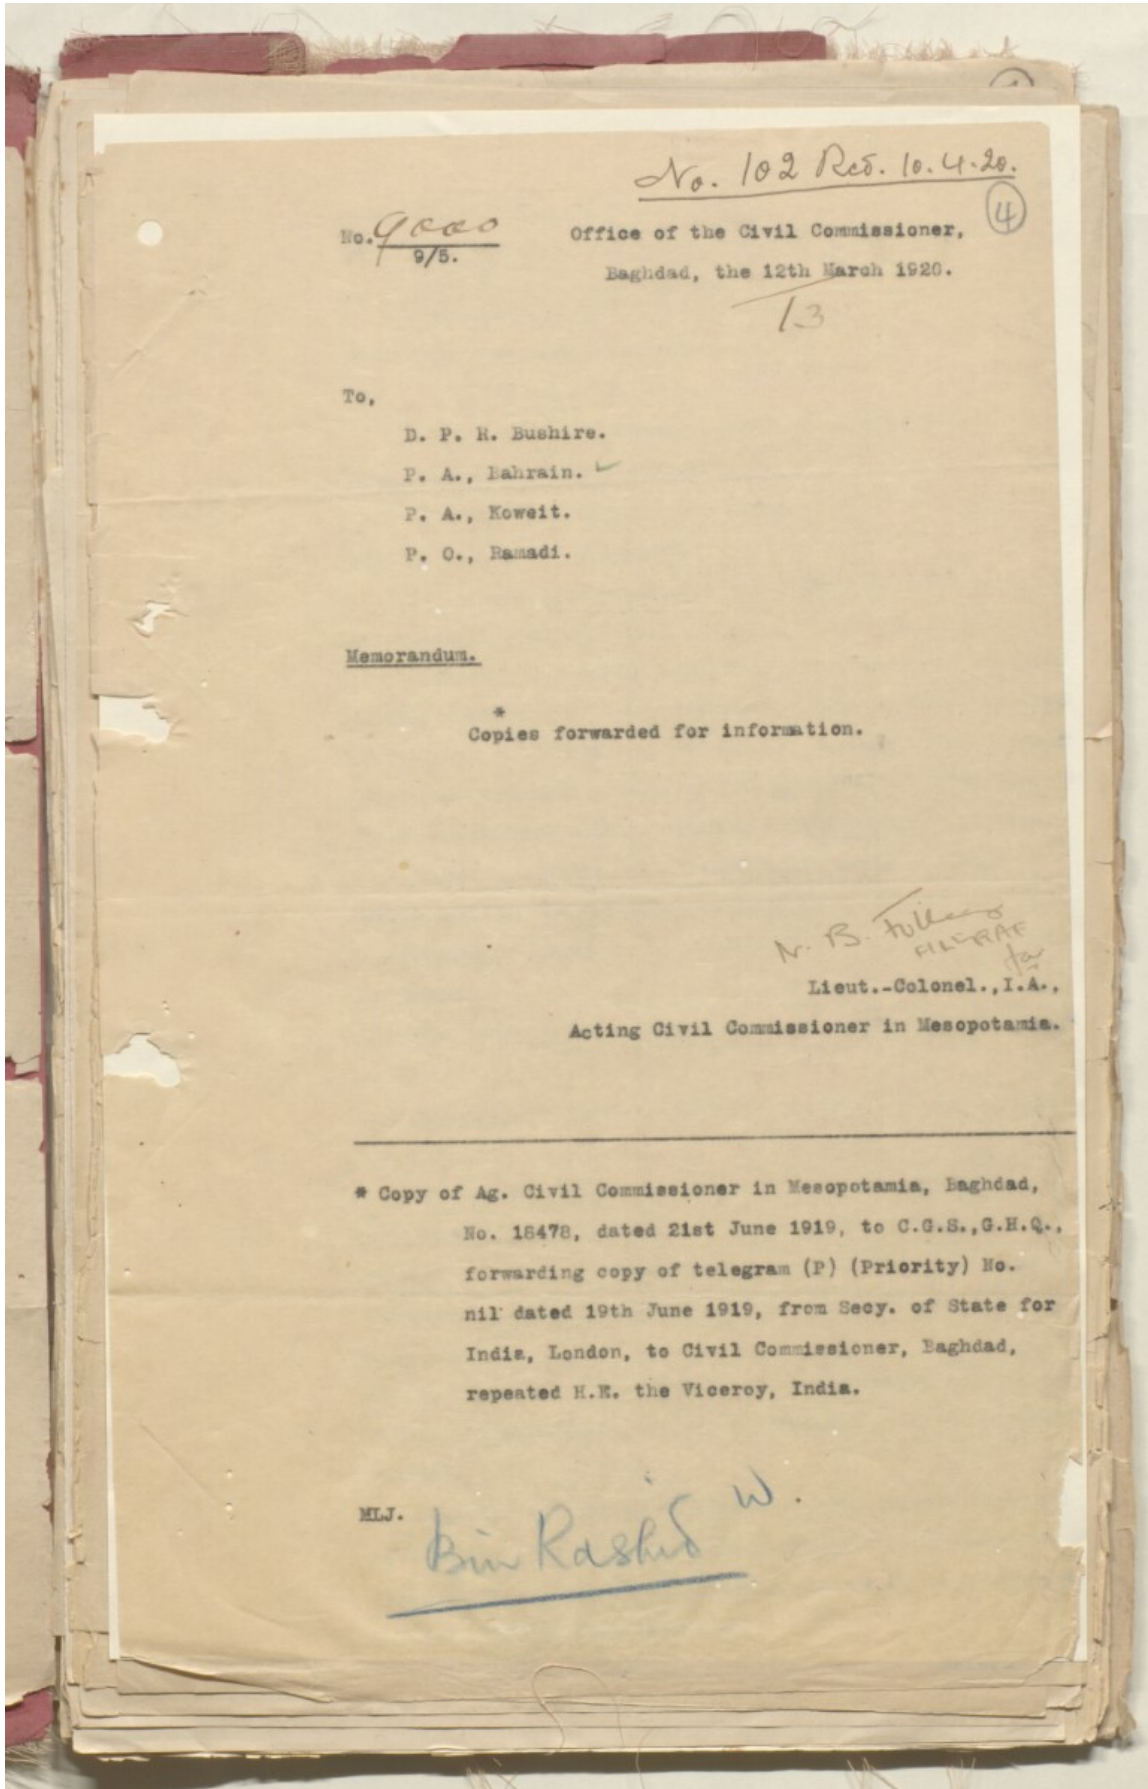 No. 102 Rcd. 10.4.20.
4
No. 9000
9/5.
Office of the Civil Commissioner,
Baghdad, the 12th March 1920.
13
To,
D. P. R. Bushire.
P. A., Bahrain. ✓
P. A., Koweit.
P. O., Ramadi.
Memorandum.
*
Copies forwarded for information.
N. B.
for
Lieut.-Colonel.,I.A.,
Acting Civil Commissioner in Mesopotamia.
* Copy of Ag. Civil Commissioner in Mesopotamia, Baghdad,
No. 18478, dated 21st June 1919, to C.G.S.,G.H.Q.,
forwarding copy of telegram (P) (Priority) No.
nil dated 19th June 1919, from Secy. of State for
India, London, to Civil Commissioner, Baghdad,
repeated H.E. the Viceroy, India.
MLJ.
Bin Rashid W.